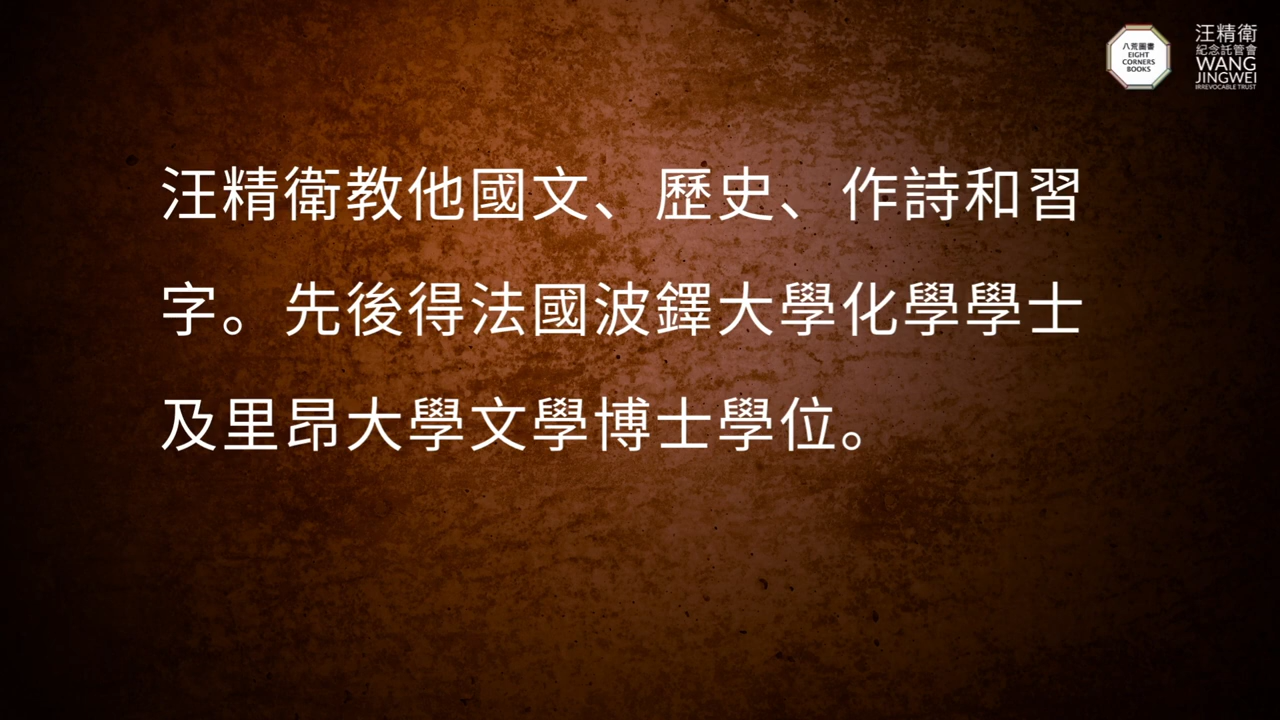 八荒圖書
EIGHT
CORNERS
BOOKS
汪精衛
紀念託管會
WANG
JINGWEI
IRREVOCABLE TRUST
汪精衛教他國文、歷史、作詩和習
字。先後得法國波鐸大學化學學士
及里昂大學文學博士學位。